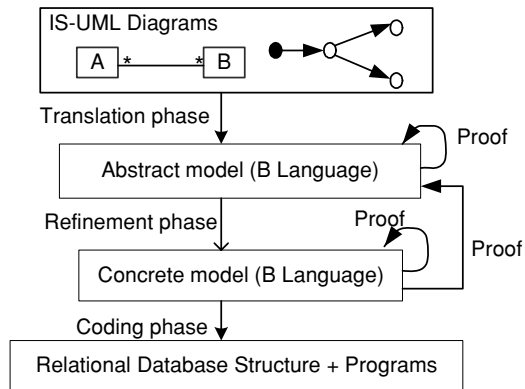 IS-UML Diagrams
A * * B
Translation phase
Proof
Abstract model (B Language)
Refinement phase
Proof
Proof
Concrete model (B Language)
Coding phase
Relational Database Structure + Programs